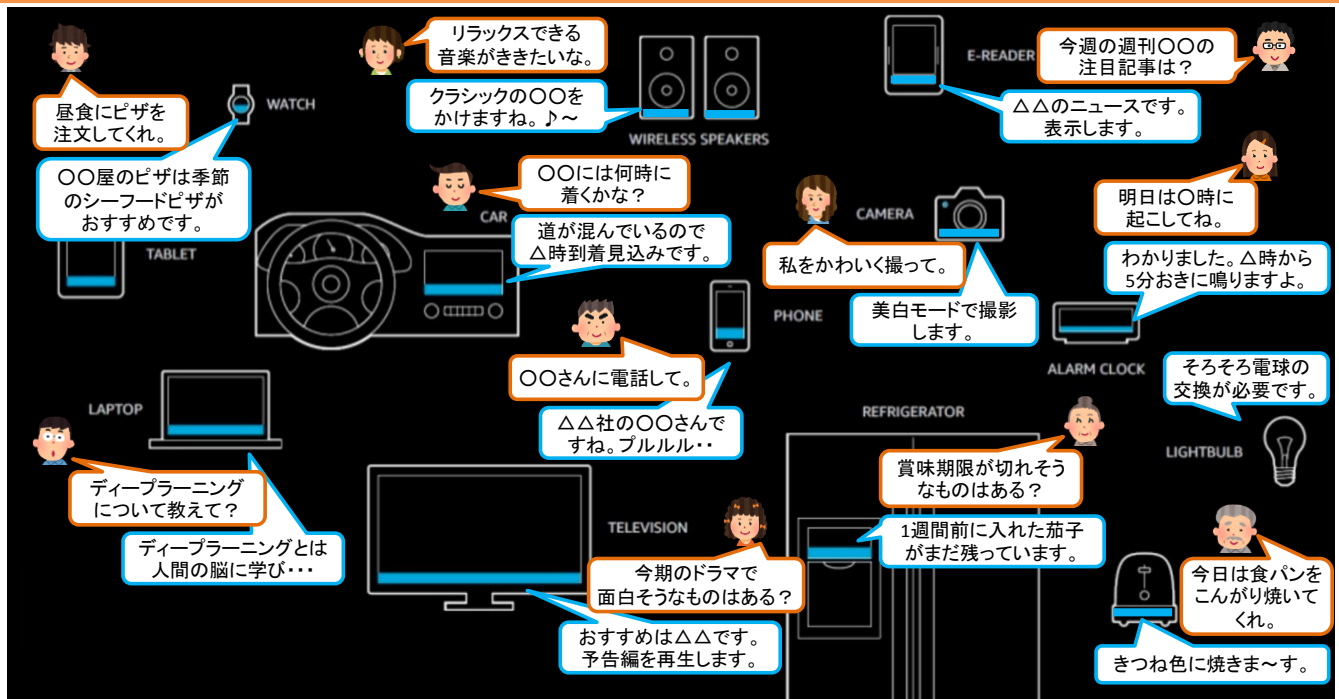 昼食にピザを
注文してくれ。
WATCH
〇〇屋のピザは季節
のシーフードピザが
おすすめです。
TABLET
リラックスできる
音楽がききたいな。
クラシックの〇〇を
かけますね。♪～
WIRELESS SPEAKERS
E-READER
今週の週刊〇〇の
注目記事は？
△△のニュースです。
表示します。
〇〇には何時に
着くかな？
CAR
道が混んでいるので
△時到着見込みです。
CAMERA
私をかわいく撮って。
美白モードで撮影
します。
明日は〇時に
起こしてね。
わかりました。△時から
5分おきに鳴りますよ。
ALARM CLOCK
PHONE
〇〇さんに電話して。
△△社の〇〇さんで
すね。プルルル・・
そろそろ電球の
交換が必要です。
LIGHTBULB
LAPTOP
ディープラーニング
について教えて？
ディープラーニングとは
人間の脳に学び・・・
TELEVISION
今期のドラマで
面白そうなものはある？
おすすめは△△です。
予告編を再生します。
REFRIGERATOR
賞味期限が切れそう
なものはある？
1週間前に入れた茄子
がまだ残っています。
今日は食パンを
こんがり焼いて
くれ。
きつね色に焼きま～す。